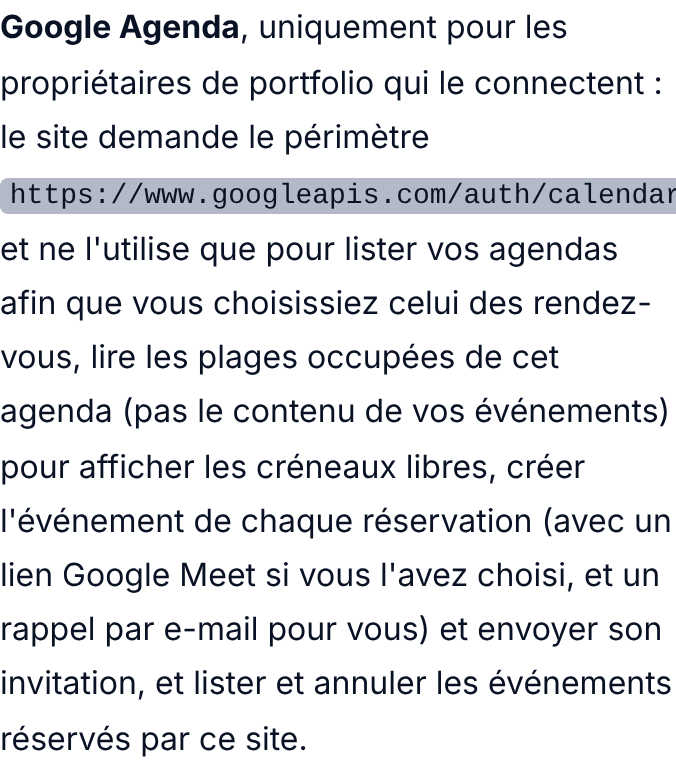 Google Agenda, uniquement pour les
propriétaires de portfolio qui le connectent :
le site demande le périmètre
https://www.googleapis.com/auth/calendar
et ne l'utilise que pour lister vos agendas
afin que vous choisissiez celui des rendez-
vous, lire les plages occupées de cet
agenda (pas le contenu de vos événements)
pour afficher les créneaux libres, créer
l'événement de chaque réservation (avec un
lien Google Meet si vous l'avez choisi, et un
rappel par e-mail pour vous) et envoyer son
invitation, et lister et annuler les événements
réservés par ce site.